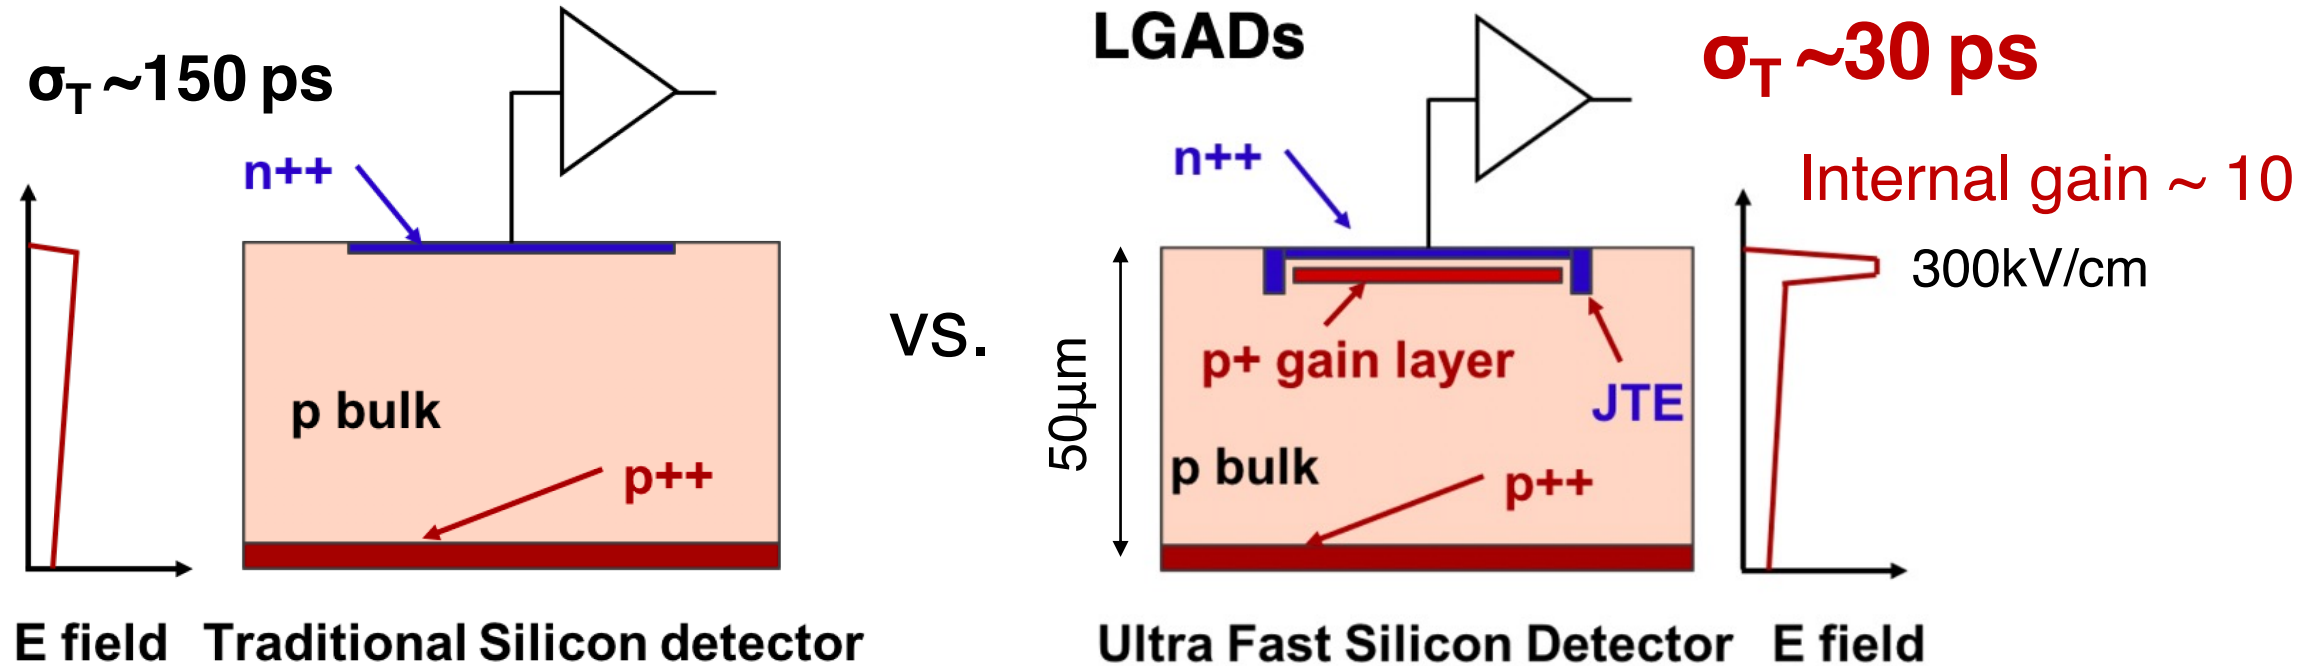 σT ~150 ps
n++
p bulk
p++
E field
Traditional Silicon detector
vs.
LGADs
σT ~30 ps
n++
Internal gain ~ 10
300kV/cm
50µm
p+ gain layer
JTE
p bulk
p++
Ultra Fast Silicon Detector
E field